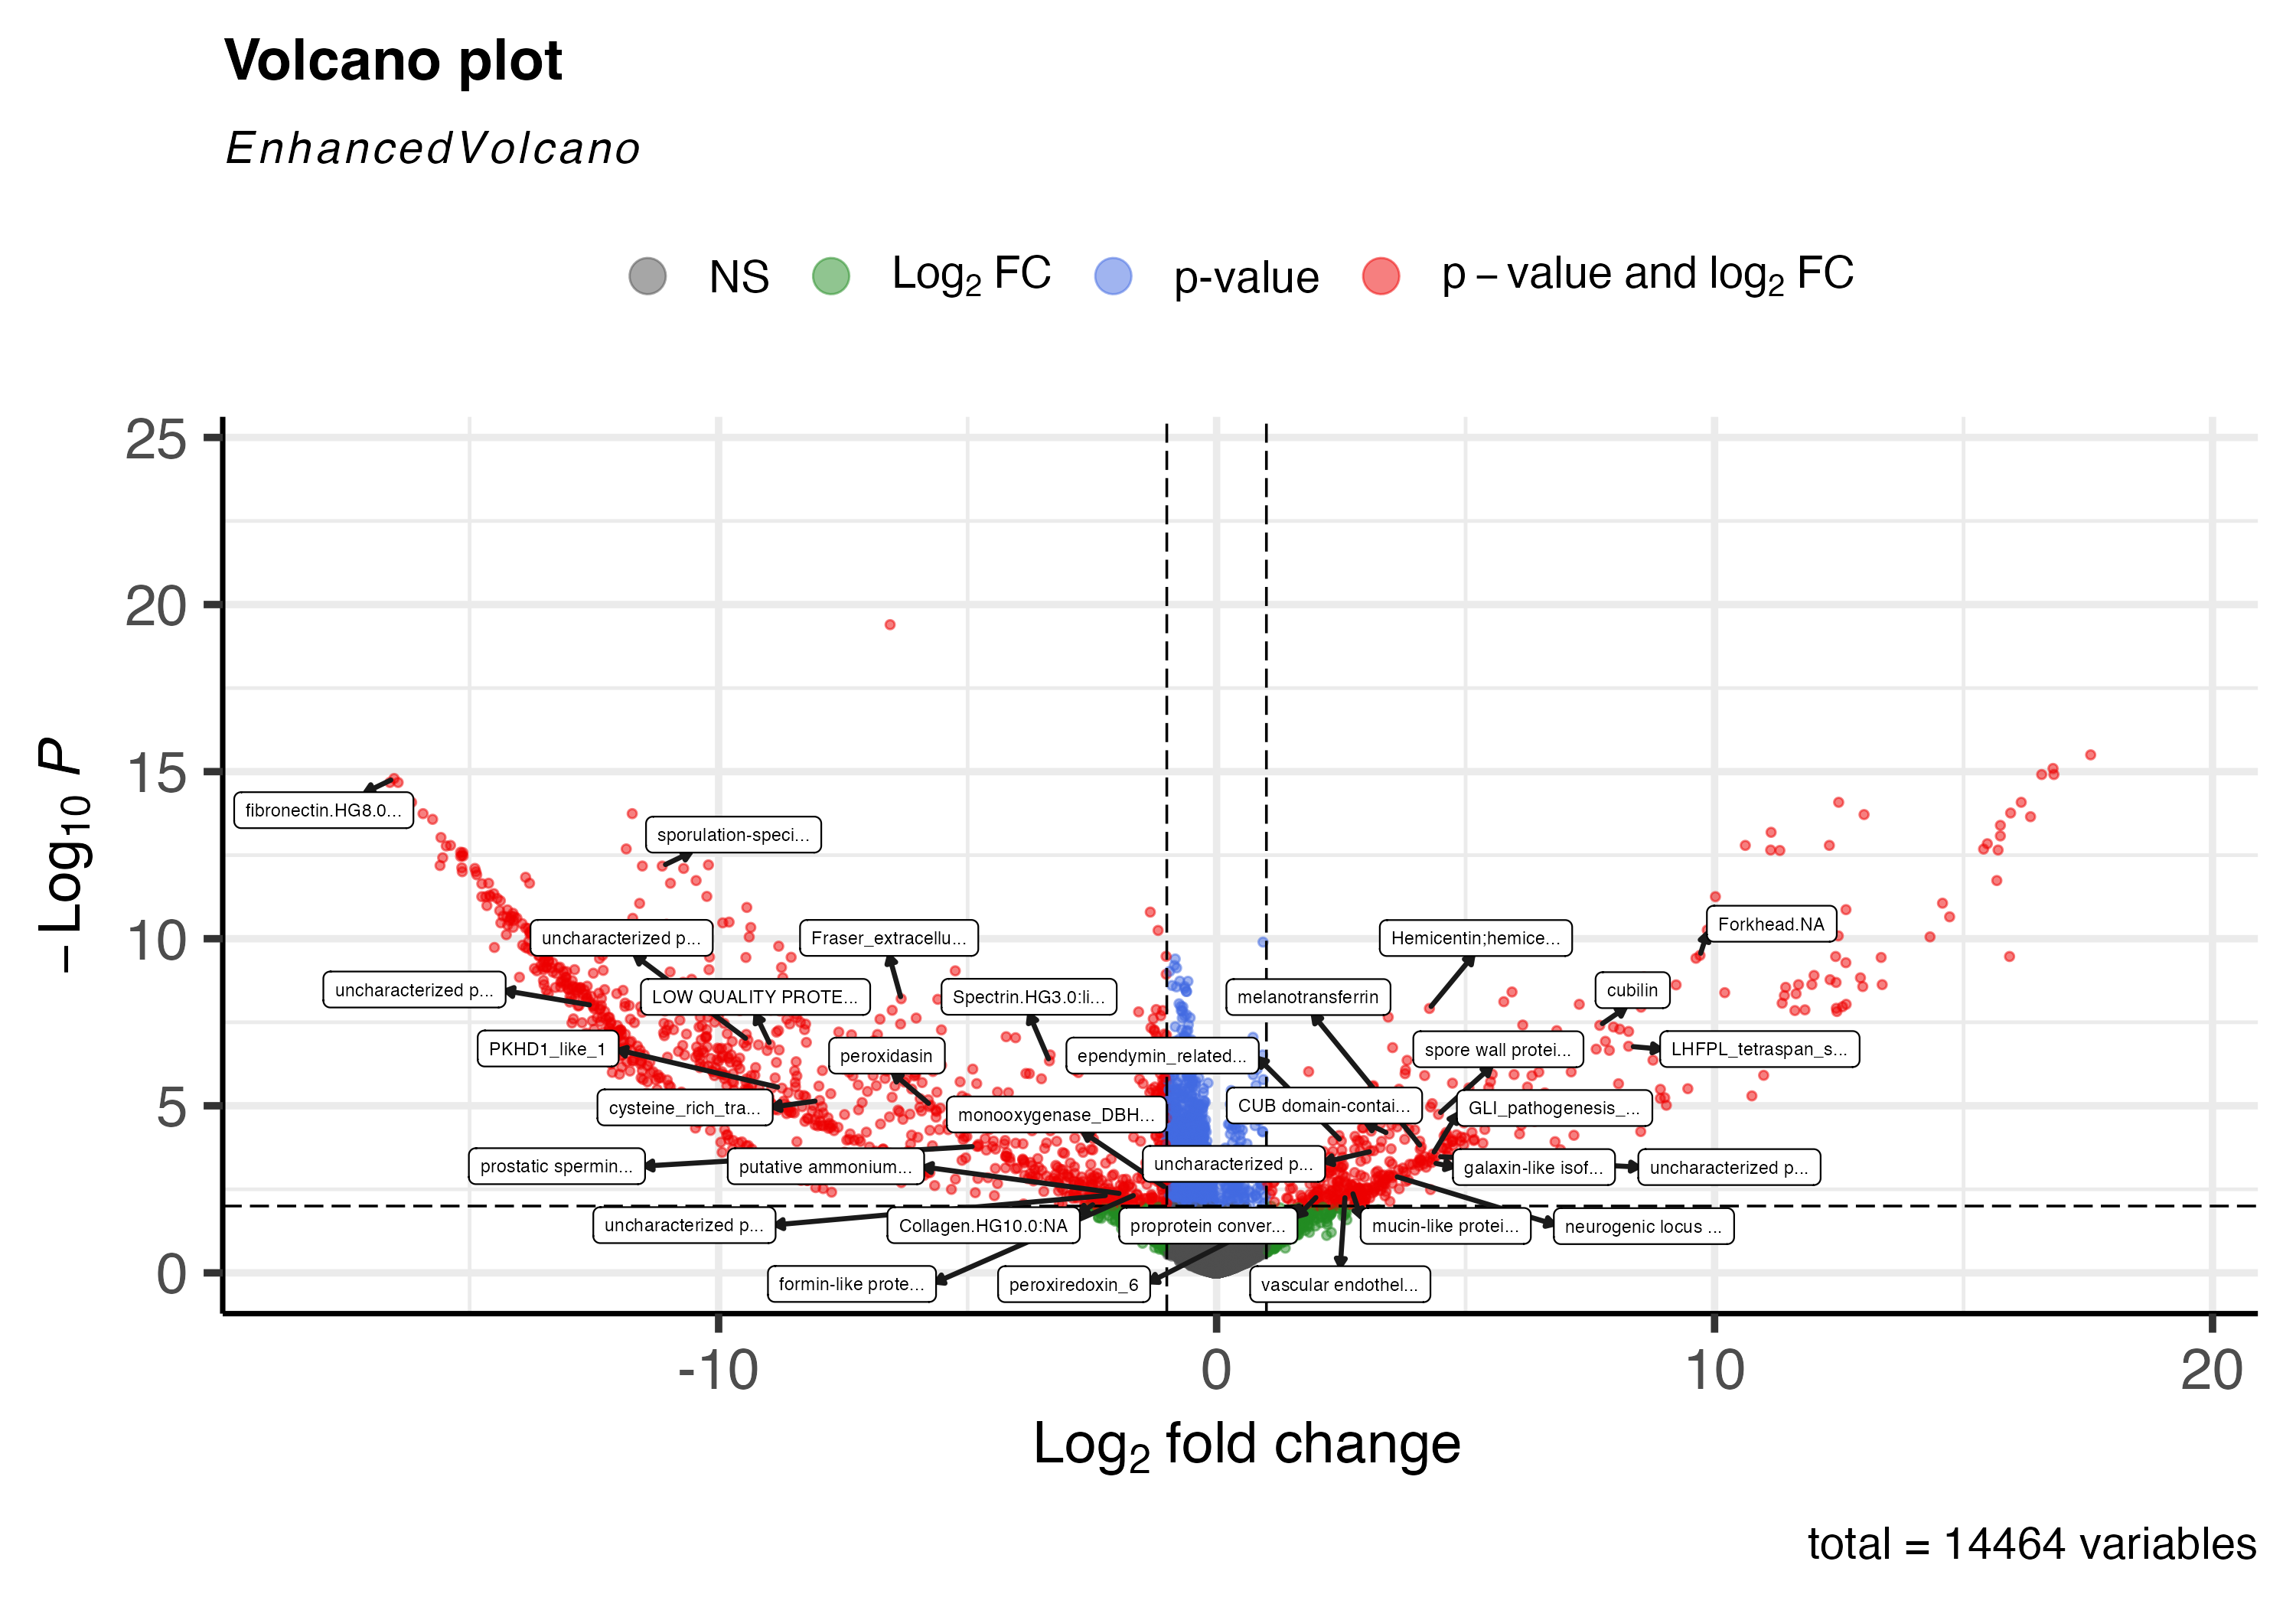 Volcano plot
EnhancedVolcano
NS Log₂ FC p-value p – value and log₂ FC
– Log₁₀ P
25
20
15
10
5
0
fibronectin.HG8.0...
sporulation-speci...
uncharacterized p...
Fraser_extracellu...
Hemicentin;hemice...
Forkhead.NA
uncharacterized p...
LOW QUALITY PROTE...
Spectrin.HG3.0:li...
melanotransferrin
cubilin
PKHD1_like_1
peroxidasin
ependymin_related...
spore wall protei...
LHFPL_tetraspan_s...
cysteine_rich_tra...
monooxygenase_DBH...
CUB domain-contai...
GLI_pathogenesis_...
prostatic spermin...
putative ammonium...
uncharacterized p...
galaxin-like isof...
uncharacterized p...
uncharacterized p...
Collagen.HG10.0:NA
proprotein conver...
mucin-like protei...
neurogenic locus ...
formin-like prote...
peroxiredoxin_6
vascular endothel...
-10 0 10 20
Log₂ fold change
total = 14464 variables